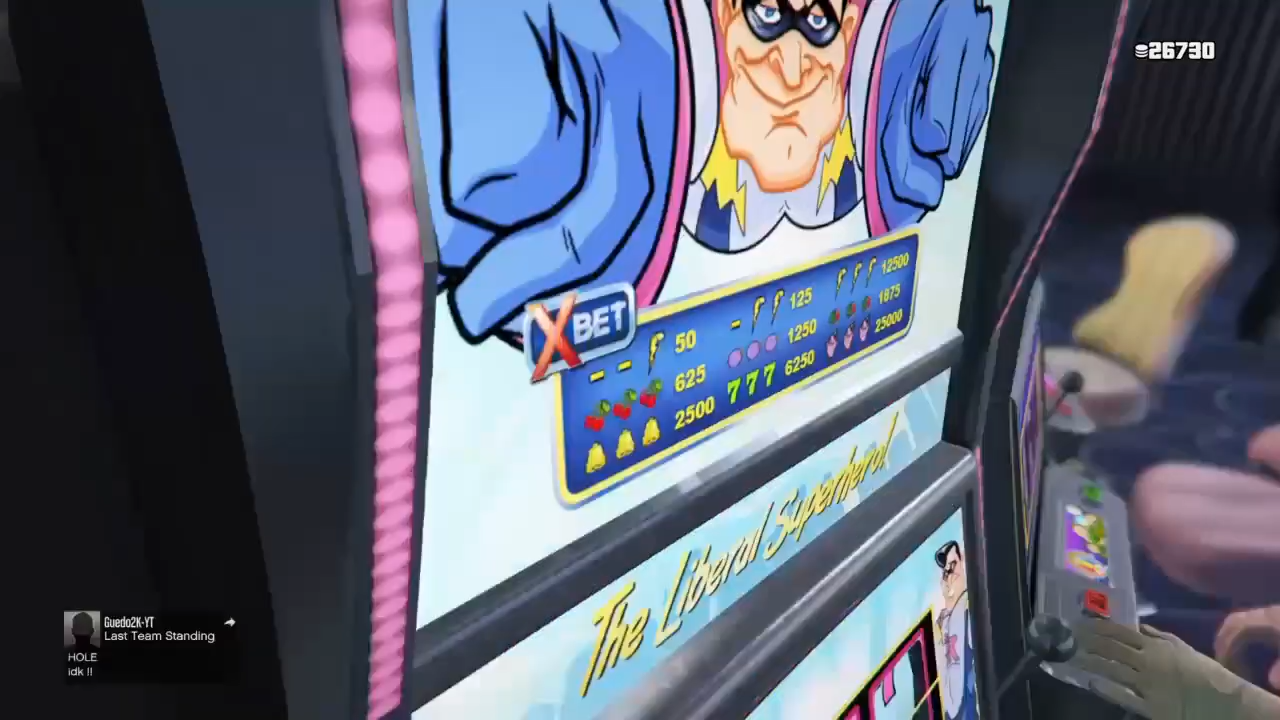 26730
XBET
50
125
12500
625
1250
1875
2500
777 6250
25000
The Liberal Superhero!
Guedo2K-YT
Last Team Standing
HOLE
idk !!